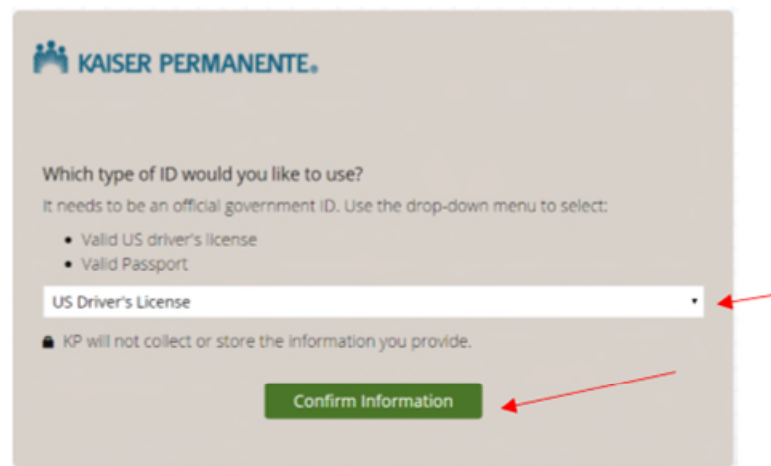 KAISER PERMANENTE®
Which type of ID would you like to use?
It needs to be an official government ID. Use the drop-down menu to select:
• Valid US driver's license
• Valid Passport
US Driver's License
KP will not collect or store the information you provide.
Confirm Information